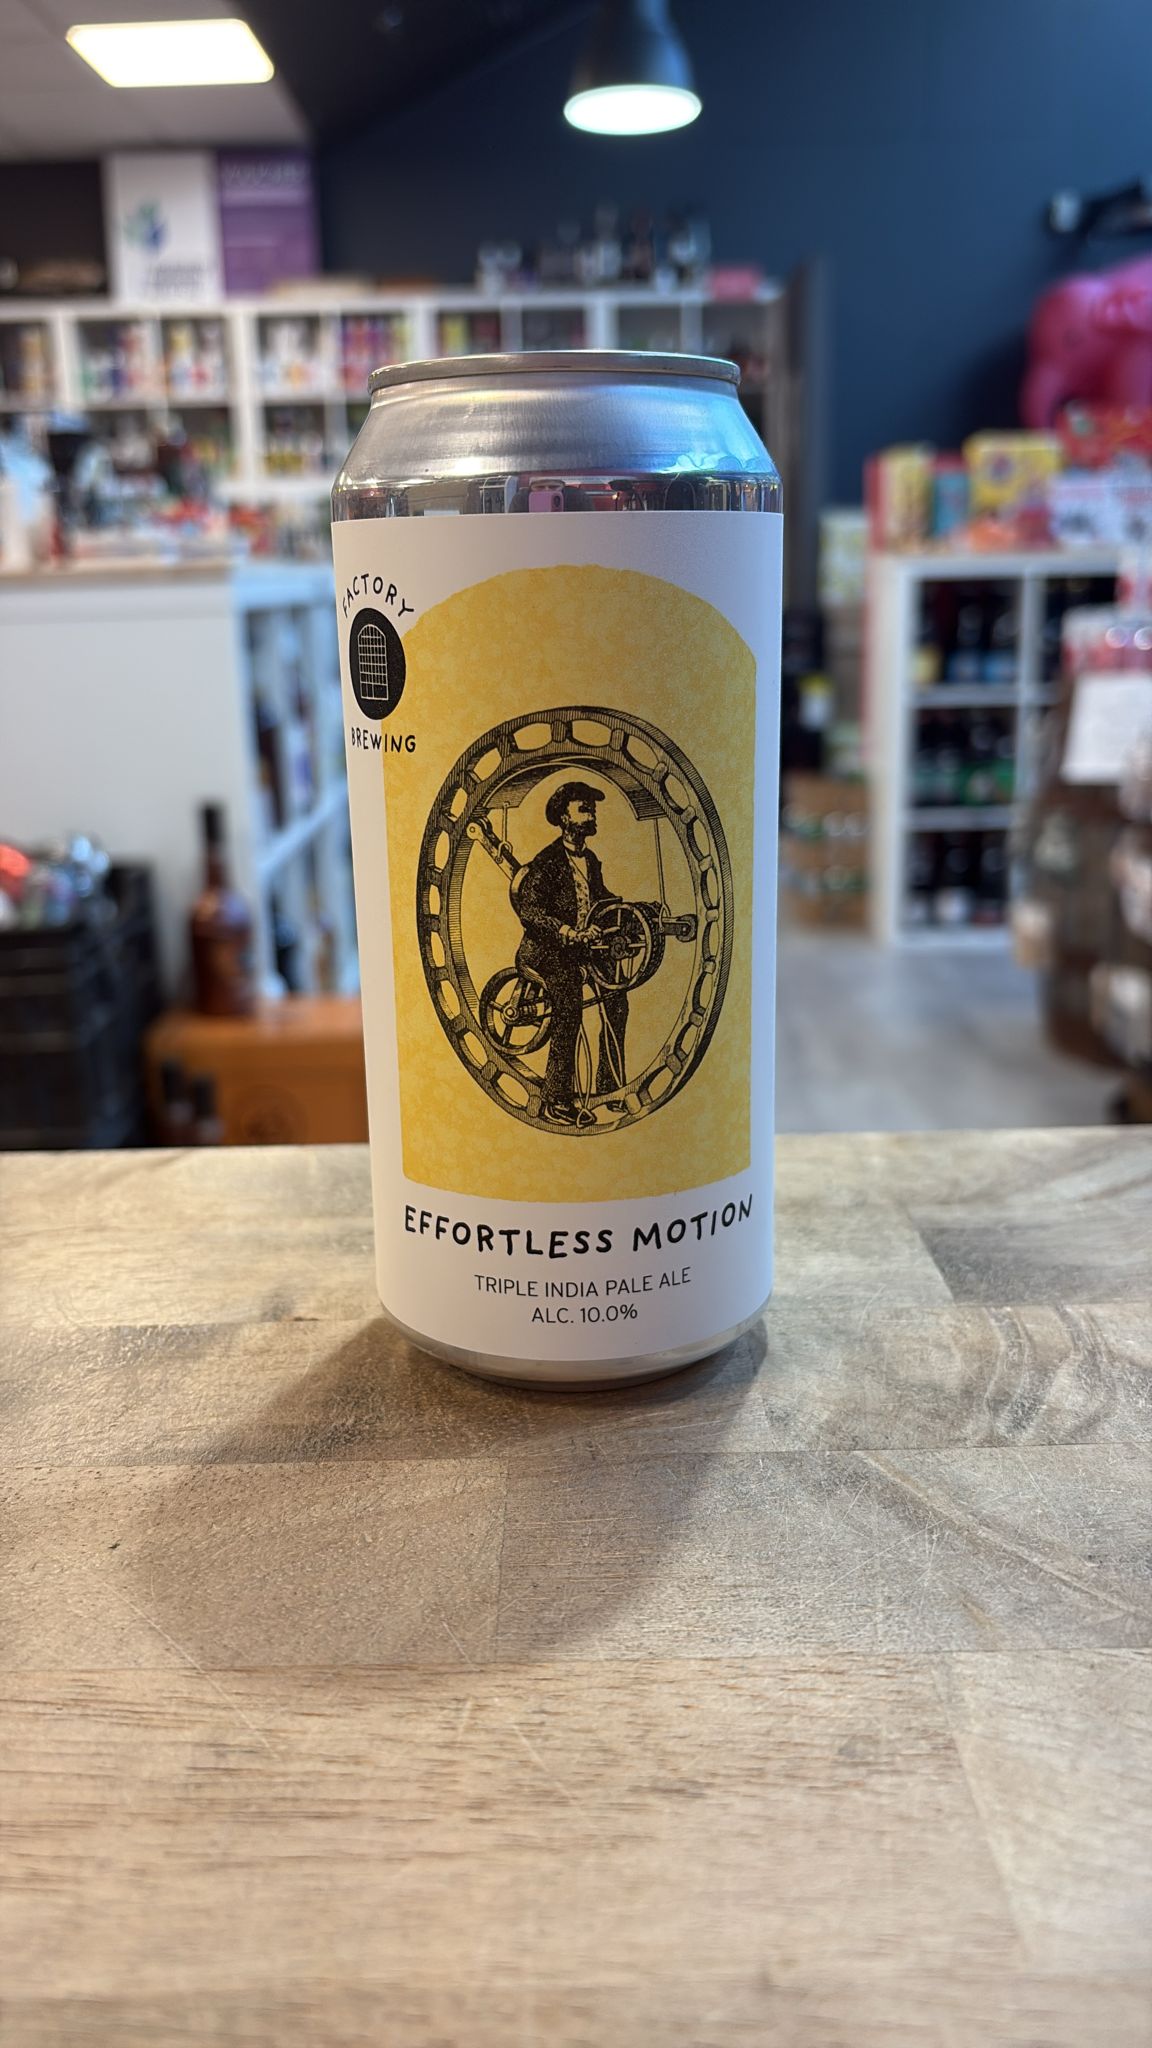 FACTORY
BREWING
EFFORTLESS MOTION
TRIPLE INDIA PALE ALE
ALC. 10.0%